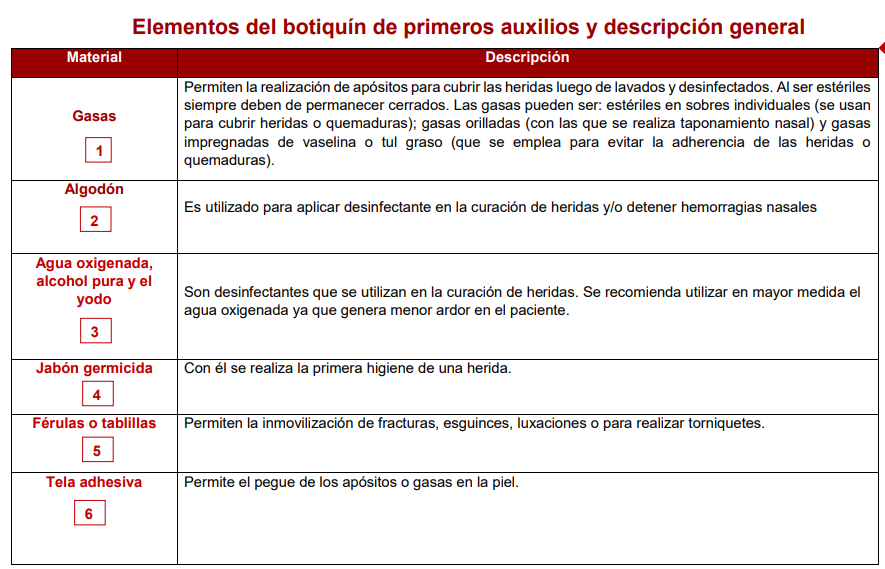 Elementos del botiquín de primeros auxilios y descripción general
Material
Descripción
Gasas
1
Permiten la realización de apósitos para cubrir las heridas luego de lavados y desinfectados. Al ser estériles
siempre deben de permanecer cerrados. Las gasas pueden ser: estériles en sobres individuales (se usan
para cubrir heridas o quemaduras); gasas orilladas (con las que se realiza taponamiento nasal) y gasas
impregnadas de vaselina o tul graso (que se emplea para evitar la adherencia de las heridas o
quemaduras).
Algodón
2
Es utilizado para aplicar desinfectante en la curación de heridas y/o detener hemorragias nasales
Agua oxigenada,
alcohol pura y el
yodo
3
Son desinfectantes que se utilizan en la curación de heridas. Se recomienda utilizar en mayor medida el
agua oxigenada ya que genera menor ardor en el paciente.
Jabón germicida
4
Con él se realiza la primera higiene de una herida.
Férulas o tablillas
5
Permiten la inmovilización de fracturas, esguinces, luxaciones o para realizar torniquetes.
Tela adhesiva
6
Permite el pegue de los apósitos o gasas en la piel.